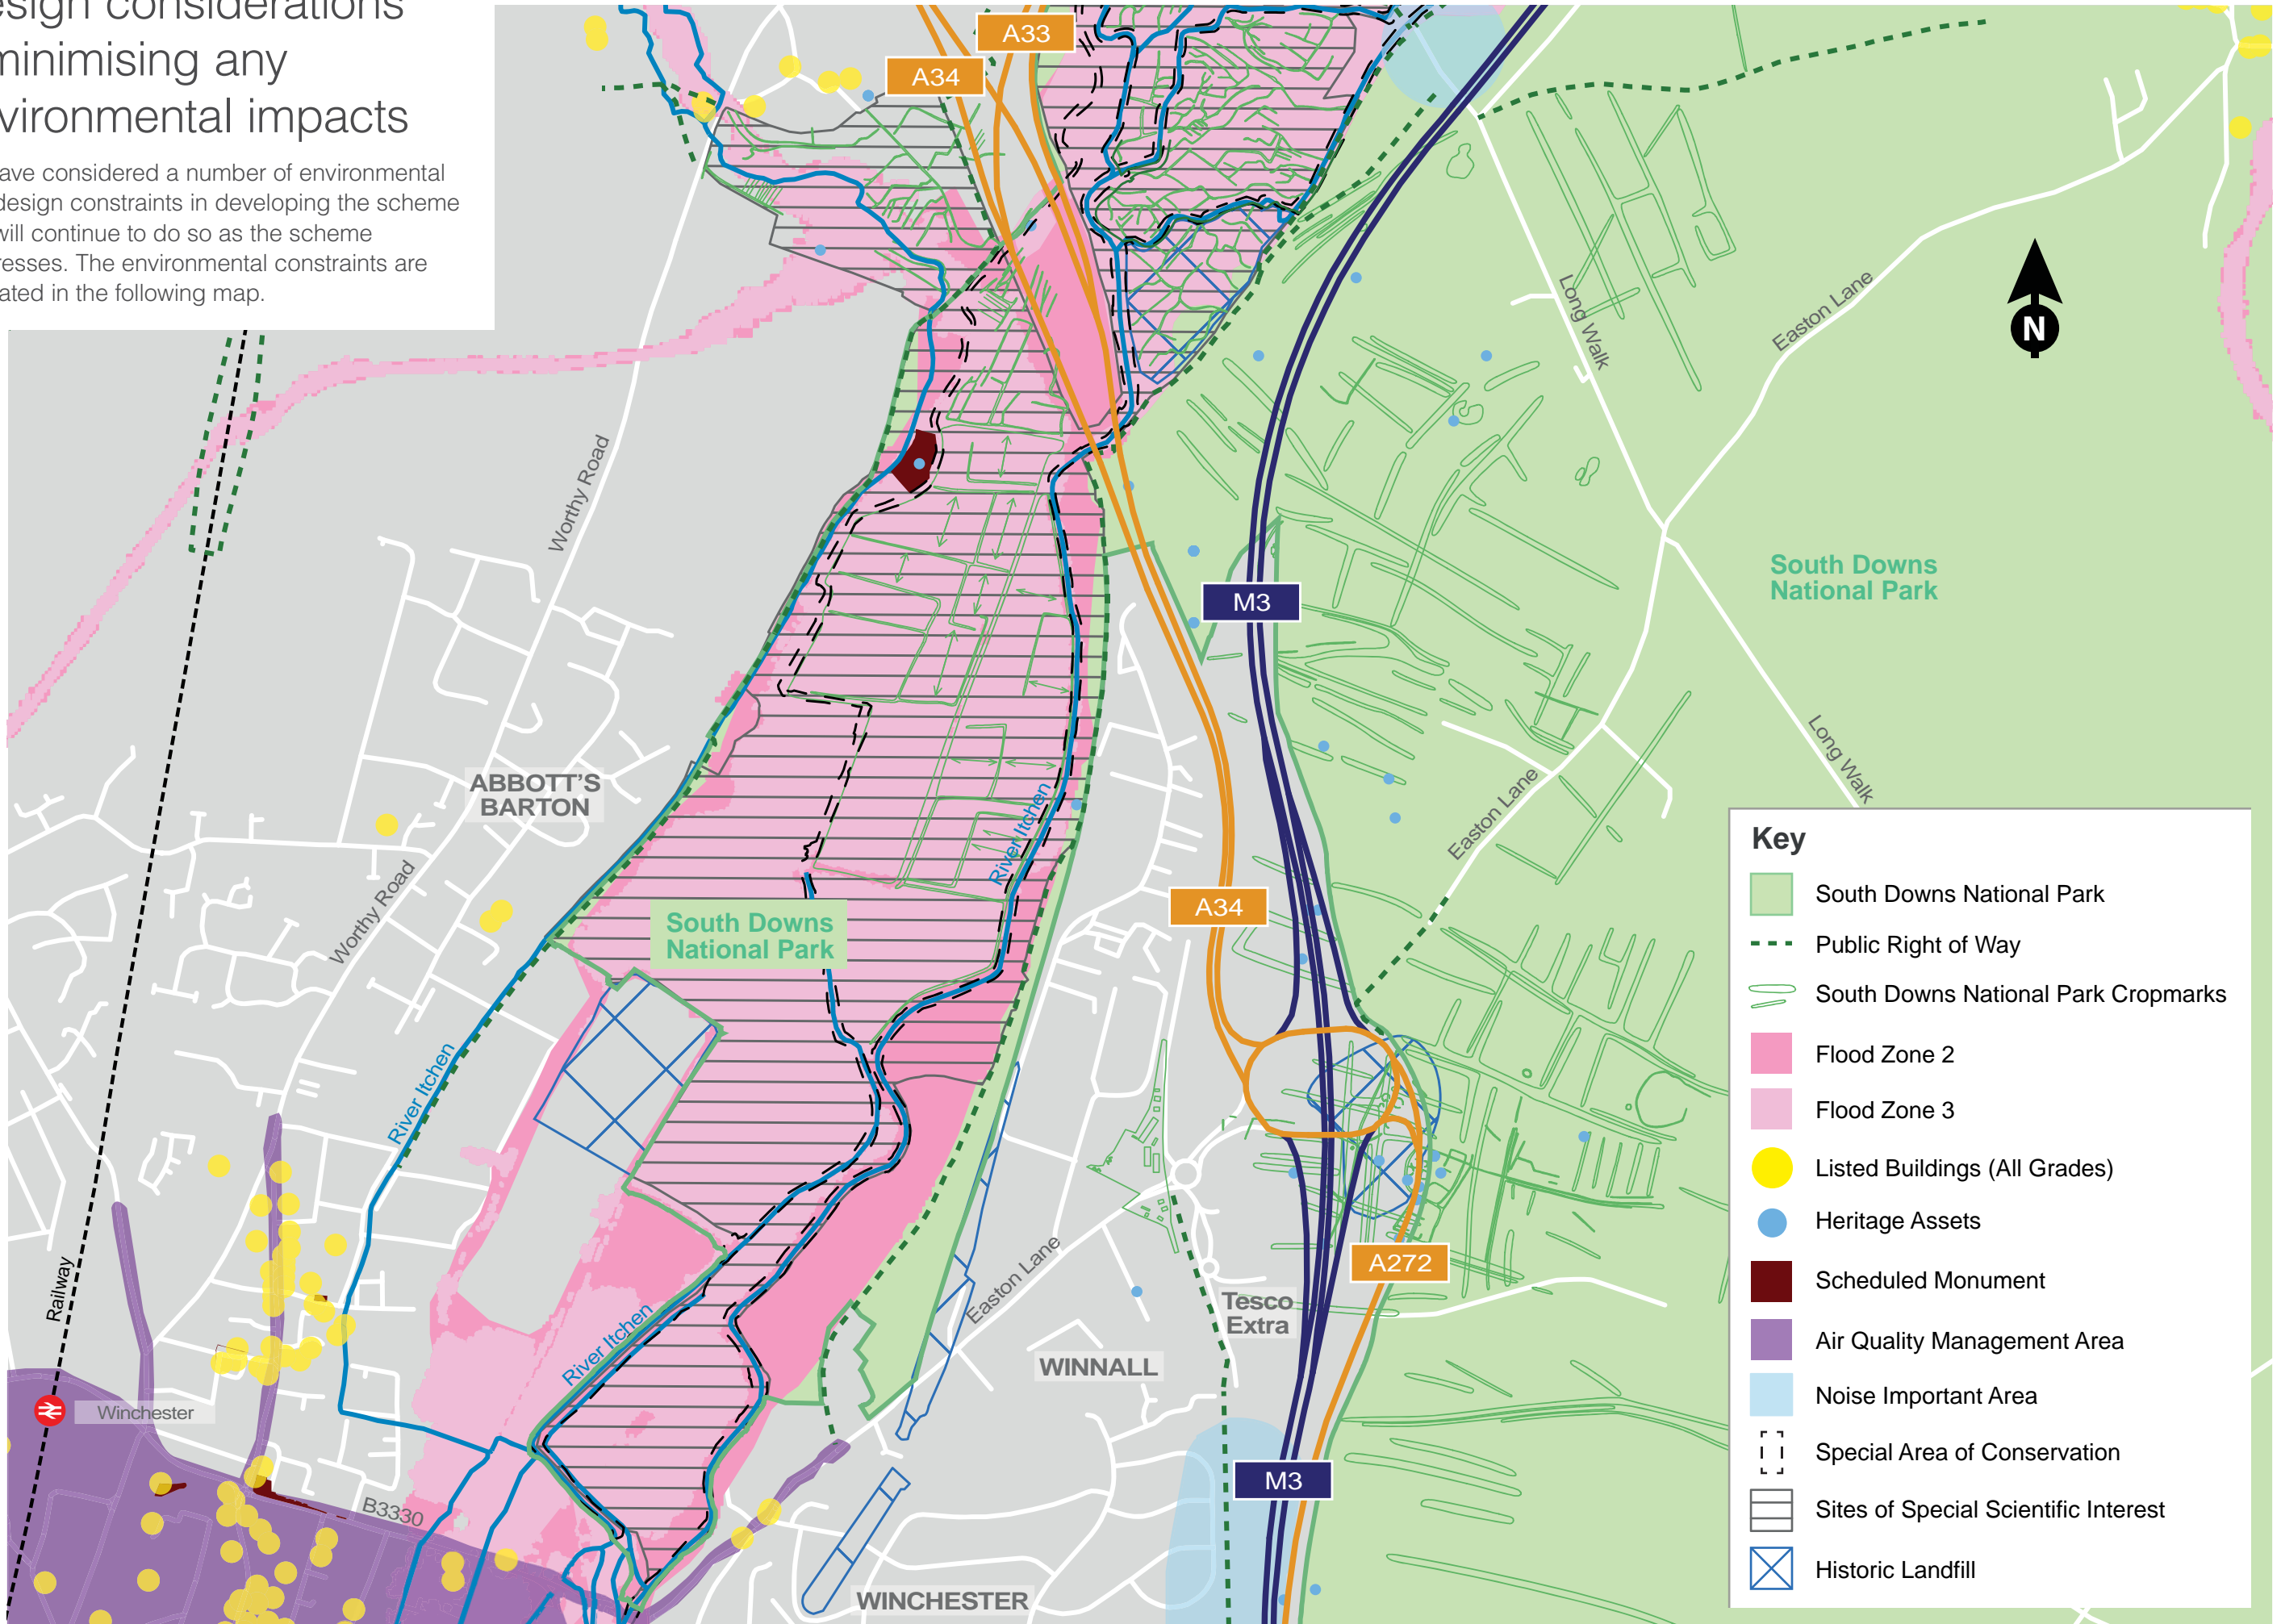 esign considerations
minimising any
vironmental impacts
ave considered a number of environmental
design constraints in developing the scheme
will continue to do so as the scheme
resses. The environmental constraints are
ated in the following map.
A33
A34
N
Long Walk
Easton Lane
Worthy Road
South Downs
National Park
M3
ABBOTT'S
BARTON
Long Walk
River Itchen
Easton Lane
Worthy Road
A34
South Downs
National Park
River Itchen
Railway
Easton Lane
A272
Tesco
Extra
River Itchen
WINNALL
Winchester
M3
B3330
WINCHESTER
Key
South Downs National Park
Public Right of Way
South Downs National Park Cropmarks
Flood Zone 2
Flood Zone 3
Listed Buildings (All Grades)
Heritage Assets
Scheduled Monument
Air Quality Management Area
Noise Important Area
Special Area of Conservation
Sites of Special Scientific Interest
Historic Landfill